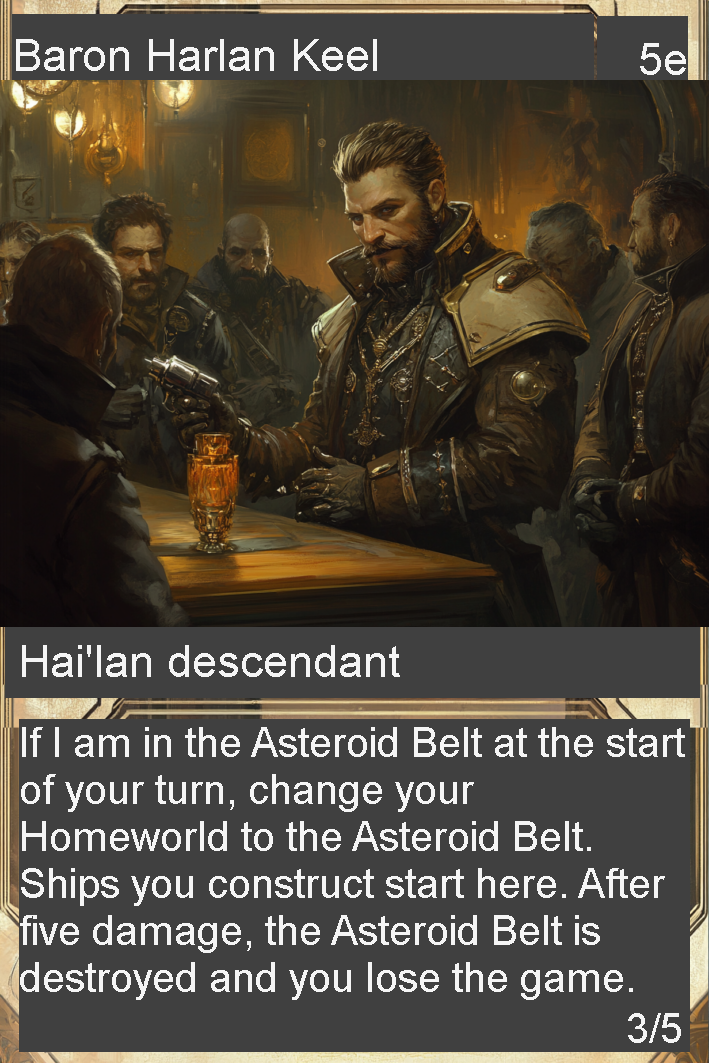 Baron Harlan Keel
5e
Hai'lan descendant
If I am in the Asteroid Belt at the start
of your turn, change your
Homeworld to the Asteroid Belt.
Ships you construct start here. After
five damage, the Asteroid Belt is
destroyed and you lose the game.
3/5